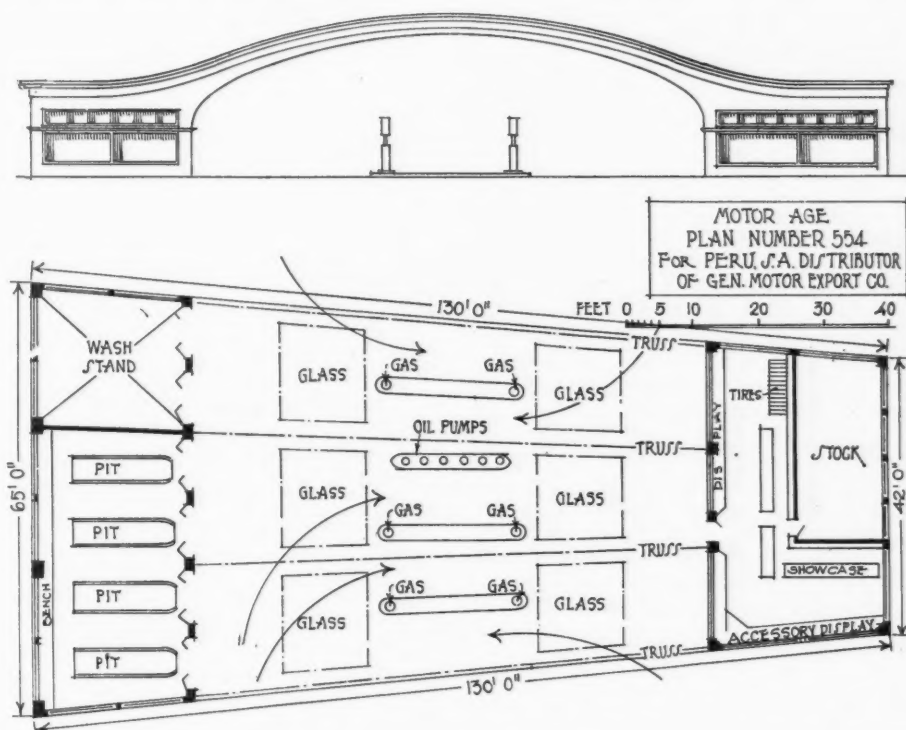 MOTOR AGE
PLAN NUMBER 554
FOR PERU, S.A. DISTRIBUTOR
OF GEN. MOTOR EXPORT CO.
130' 0"
FEET 0 5 10 20 30 40
WASH
STAND
TRUSS
GLASS
GAS
GAS
GLASS
TIRES
DISPLAY
STOCK
OIL PUMPS
TRUSS
65' 0"
42' 0"
PIT
GLASS
GLASS
GAS
GAS
PIT
TRUSS
SHOWCASE
GAS
GAS
PIT
BENCH
GLASS
GLASS
ACCESSORY DISPLAY
PIT
TRUSS
130' 0"